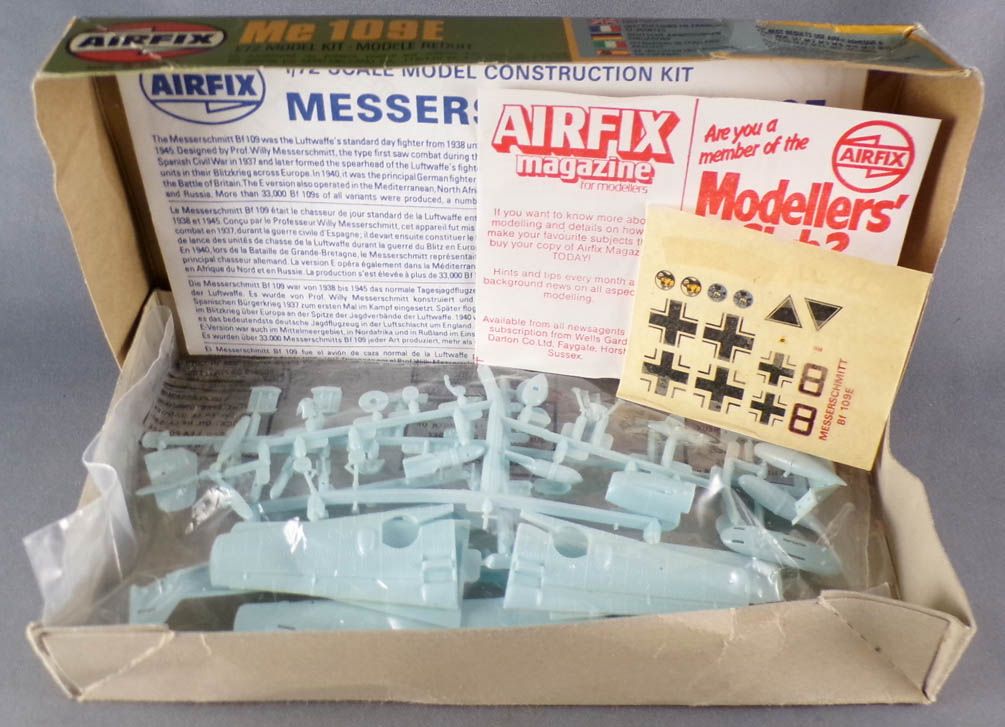 AIRFIX
Me 109E
1/72 MODEL KIT - MODELE REDUIT
AIRFIX
1/72 SCALE MODEL CONSTRUCTION KIT
MESSERS
The Messerschmitt Bf 109 was the Luftwaffe's standard day fighter from 1938 un
1945. Designed by Prof. Willy Messerschmitt, the type first saw combat during th
Spanish Civil War in 1937 and later formed the spearhead of the Luftwaffe's fight
units in their Blitzkrieg across Europe. In 1940, it was the principal German fighter
the Battle of Britain. The E version also operated in the Mediterranean, North Afri
and Russia. More than 33,000 Bf 109s of all variants were produced, a numb
Le Messerschmitt Bf 109 était le chasseur de jour standard de la Luftwaffe ent
1938 et 1945. Conçu par le Professeur Willy Messerschmitt, cet appareil fut mis
combat en 1937, durant la guerre civile d'Espagne; il devait ensuite constituer le
de lance des unités de chasse de la Luftwaffe durant la guerre du Blitz en Euro
En 1940, lors de la Bataille de Grande-Bretagne, le Messerschmitt représentai
principal chasseur allemand. La version E opéra également dans la Méditerran
en Afrique du Nord et en Russie. La production s'est élevée à plus de 33,000 Bf
Die Messerschmitt Bf 109 war von 1938 bis 1945 das normale Tagesjagdflugze
der Luftwaffe. Es wurde von Prof. Willy Messerschmitt konstruiert und
Spanischen Bürgerkrieg 1937 zum ersten Mal im Kampf eingesetzt. Später flog
im Blitzkrieg über Europa an der Spitze der Jagdverbände der Luftwaffe. 1940
es das bedeutendste deutsche Jagdflugzeug in der Luftschlacht um England.
E-Version war auch im Mittelmeergebiet, in Nordafrika und in Rußland im Eins
Es wurden über 33,000 Messerschmitts Bf 109 jeder Art produziert, mehr als
El Messerschmitt Bf 109 fue el avión de caza normal de la Luftwaffe
AIRFIX
magazine
for modellers
If you want to know more abo
modelling and details on how
make your favourite subjects t
buy your copy of Airfix Magaz
TODAY!
Hints and tips every month a
background news on all aspec
modelling.
Available from all newsagents
subscription from Wells Gard
Darton Co. Ltd., Faygate, Horsh
Sussex.
Are you a
member of the
AIRFIX
Modellers'
Club?
8
8
MESSERSCHMITT
Bf 109E